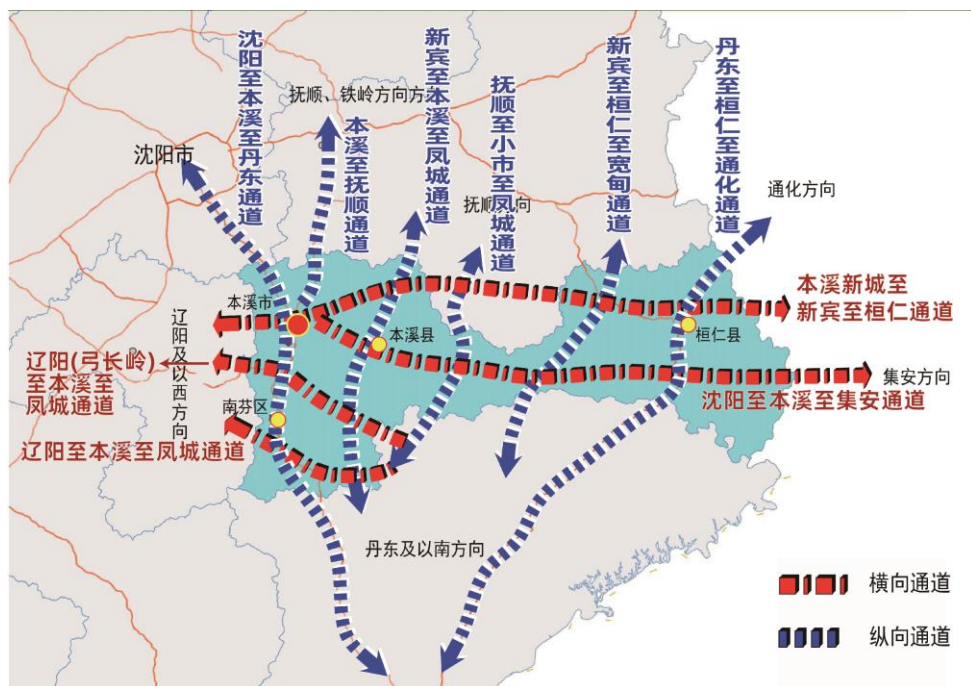 沈阳至本溪至丹东通道
抚顺、铁岭方向方
本溪至抚顺通道
新宾至本溪至凤城通道
抚顺方向
抚顺至小市至凤城通道
新宾至桓仁至宽甸通道
丹东至桓仁至通化通道
沈阳市
通化方向
本溪市
本溪县
桓仁县
本溪新城至
新宾至桓仁通道
辽阳及以西方向
辽阳(弓长岭)
至本溪至
凤城通道
集安方向
沈阳至本溪至集安通道
南芬区
辽阳至本溪至凤城通道
丹东及以南方向
横向通道
纵向通道